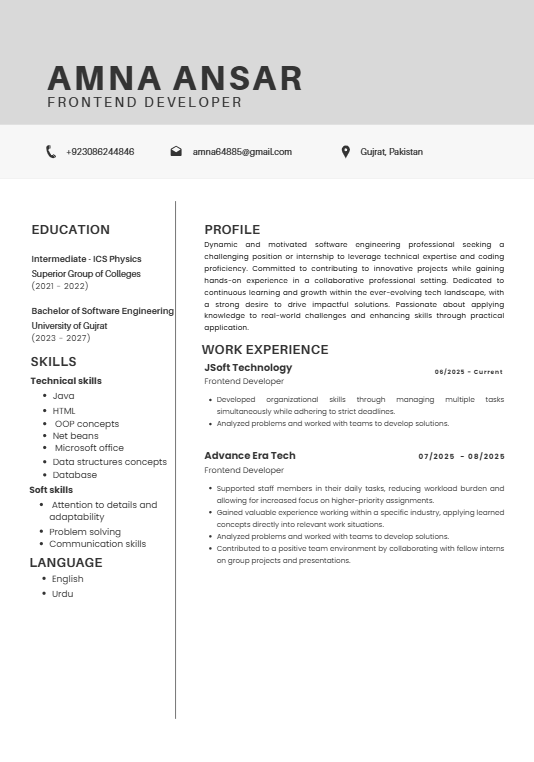 AMNA ANSAR
FRONTEND DEVELOPER
+923086244846
amna64885@gmail.com
Gujrat, Pakistan
EDUCATION
Intermediate - ICS Physics
Superior Group of Colleges
(2021 - 2022)
Bachelor of Software Engineering
University of Gujrat
(2023 - 2027)
SKILLS
Technical skills
• Java
• HTML
• OOP concepts
• Net beans
• Microsoft office
• Data structures concepts
• Database
Soft skills
• Attention to details and
adaptability
• Problem solving
• Communication skills
LANGUAGE
• English
• Urdu
PROFILE
Dynamic and motivated software engineering professional seeking a
challenging position or internship to leverage technical expertise and coding
proficiency. Committed to contributing to innovative projects while gaining
hands-on experience in a collaborative professional setting. Dedicated to
continuous learning and growth within the ever-evolving tech landscape, with
a strong desire to drive impactful solutions. Passionate about applying
knowledge to real-world challenges and enhancing skills through practical
application.
WORK EXPERIENCE
JSoft Technology
06/2025 - Current
Frontend Developer
• Developed organizational skills through managing multiple tasks
simultaneously while adhering to strict deadlines.
• Analyzed problems and worked with teams to develop solutions.
Advance Era Tech
07/2025 - 08/2025
Frontend Developer
• Supported staff members in their daily tasks, reducing workload burden and
allowing for increased focus on higher-priority assignments.
• Gained valuable experience working within a specific industry, applying learned
concepts directly into relevant work situations.
• Analyzed problems and worked with teams to develop solutions.
• Contributed to a positive team environment by collaborating with fellow interns
on group projects and presentations.